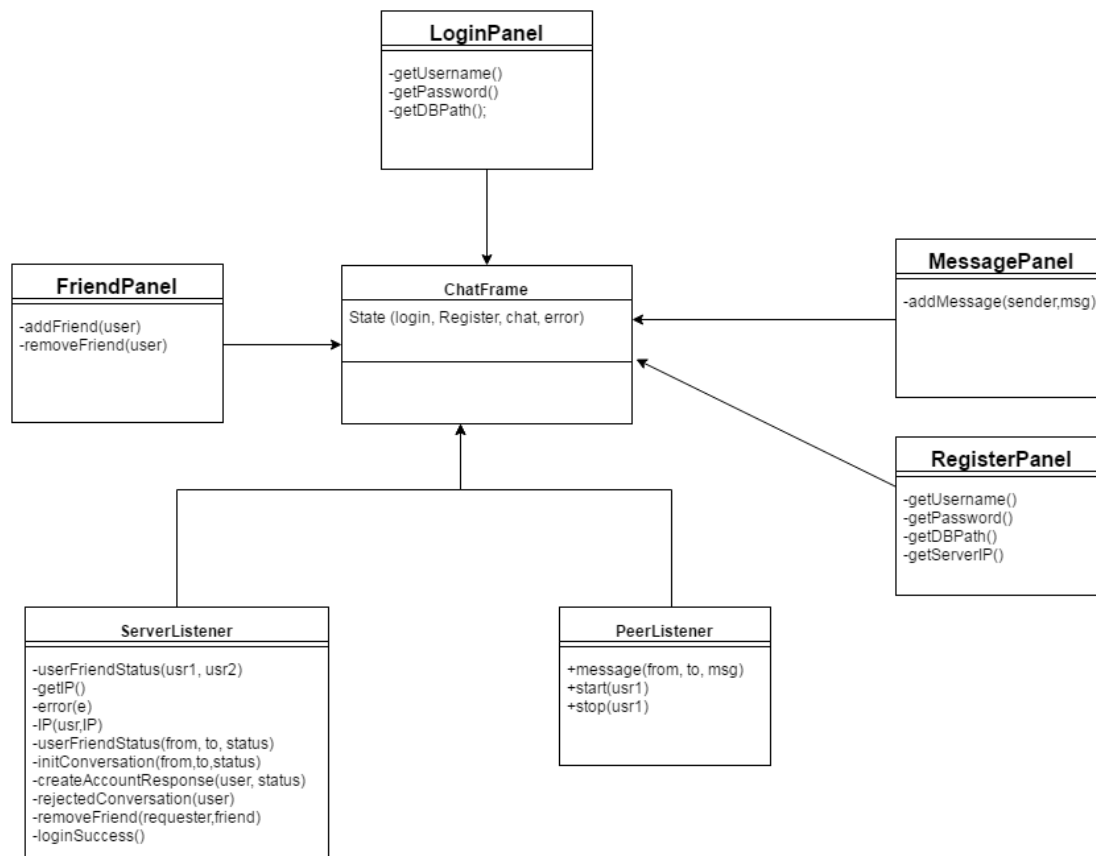 LoginPanel
-getUsername()
-getPassword()
-getDBPath();
FriendPanel
-addFriend(user)
-removeFriend(user)
ChatFrame
State (login, Register, chat, error)
MessagePanel
-addMessage(sender,msg)
RegisterPanel
-getUsername()
-getPassword()
-getDBPath()
-getServerIP()
ServerListener
-userFriendStatus(usr1, usr2)
-getIP()
-error(e)
-IP(usr,IP)
-userFriendStatus(from, to, status)
-initConversation(from,to,status)
-createAccountResponse(user, status)
-rejectedConversation(user)
-removeFriend(requester,friend)
-loginSuccess()
PeerListener
+message(from, to, msg)
+start(usr1)
+stop(usr1)